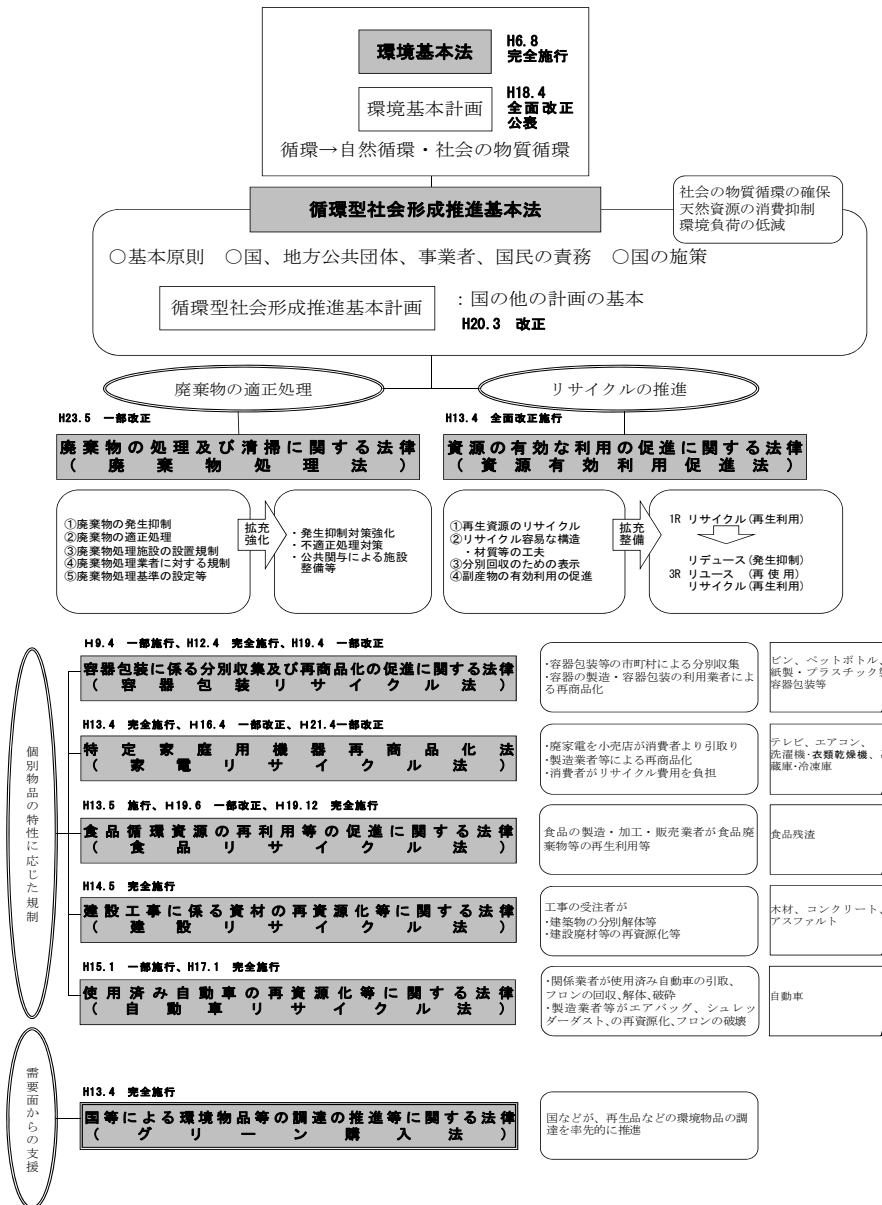 環境基本法
H6.8
完全施行
環境基本計画
H18.4
全面改正
公表
循環→自然循環・社会の物質循環
循環型社会形成推進基本法
社会の物質循環の確保
天然資源の消費抑制
環境負荷の低減
○基本原則 ○国、地方公共団体、事業者、国民の責務 ○国の施策
循環型社会形成推進基本計画
：国の他の計画の基本
H20.3 改正
廃棄物の適正処理
リサイクルの推進
H23.5 一部改正
廃棄物の処理及び清掃に関する法律
（廃棄物処理法）
H13.4 全面改正施行
資源の有効な利用の促進に関する法律
（資源有効利用促進法）
①廃棄物の発生抑制
②廃棄物の適正処理
③廃棄物処理施設の設置規制
④廃棄物処理業者に対する規制
⑤廃棄物処理基準の設定等
拡充
強化
・発生抑制対策強化
・不適正処理対策
・公共関与による施設
整備等
①再生資源のリサイクル
②リサイクル容易な構造
・材質等の工夫
③分別回収のための表示
④副産物の有効利用の促進
拡充
整備
1R リサイクル(再生利用)
リデュース(発生抑制)
3R リユース (再使用)
リサイクル(再生利用)
個別物品の特性に応じた規制
H9.4 一部施行、H12.4 完全施行、H19.4 一部改正
容器包装に係る分別収集及び再商品化の促進に関する法律
（容器包装リサイクル法）
・容器包装等の市町村による分別収集
・容器の製造・容器包装の利用業者によ
る再商品化
ビン、ペットボトル、
紙製・プラスチック製
容器包装等
H13.4 完全施行、H16.4 一部改正、H21.4一部改正
特定家庭用機器再商品化法
（家電リサイクル法）
・廃家電を小売店が消費者より引取り
・製造業者等による再商品化
・消費者がリサイクル費用を負担
テレビ、エアコン、
洗濯機・衣類乾燥機、
蔵庫・冷凍庫
H13.5 施行、H19.6 一部改正、H19.12 完全施行
食品循環資源の再利用等の促進に関する法律
（食品リサイクル法）
食品の製造・加工・販売業者が食品廃
棄物等の再生利用等
食品残渣
H14.5 完全施行
建設工事に係る資材の再資源化等に関する法律
（建設リサイクル法）
工事の受注者が
・建築物の分別解体等
・建設廃材等の再資源化等
木材、コンクリート、
アスファルト
H15.1 一部施行、H17.1 完全施行
使用済み自動車の再資源化等に関する法律
（自動車リサイクル法）
・関係業者が使用済み自動車の引取、
フロンの回収、解体、破砕
・製造業者等がエアバッグ、シュレッ
ダーダスト、の再資源化、フロンの破壊
自動車
需要面からの支援
H13.4 完全施行
国等による環境物品等の調達の推進等に関する法律
（グリーン購入法）
国などが、再生品などの環境物品の調
達を率先的に推進